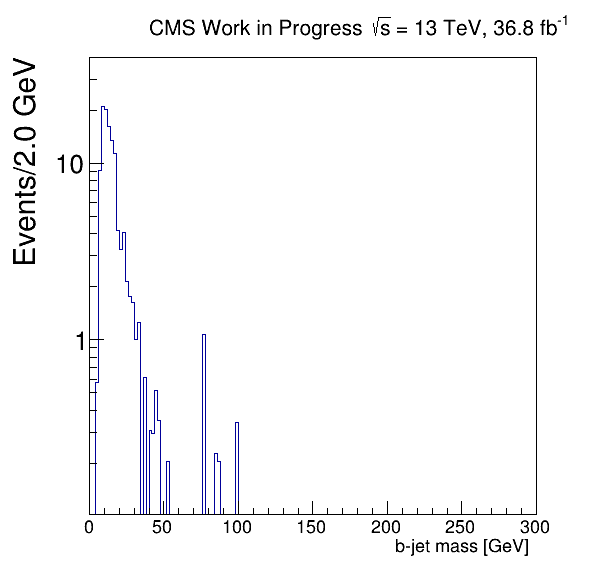 CMS Work in Progress √s = 13 TeV, 36.8 fb⁻¹
Events/2.0 GeV
10
1
0 50 100 150 200 250 300
b-jet mass [GeV]